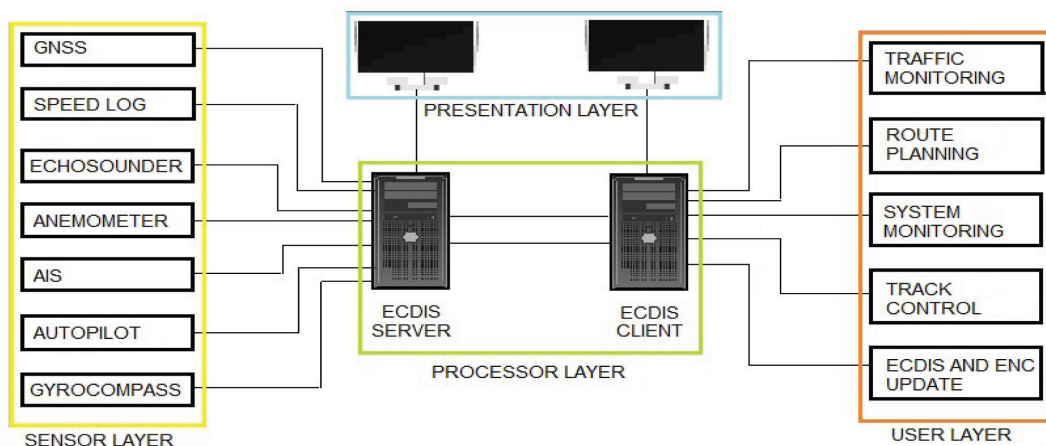 GNSS
SPEED LOG
ECHOSOUNDER
ANEMOMETER
AIS
AUTOPILOT
GYROCOMPASS
SENSOR LAYER
PRESENTATION LAYER
ECDIS
SERVER
ECDIS
CLIENT
PROCESSOR LAYER
TRAFFIC
MONITORING
ROUTE
PLANNING
SYSTEM
MONITORING
TRACK
CONTROL
ECDIS AND ENC
UPDATE
USER LAYER